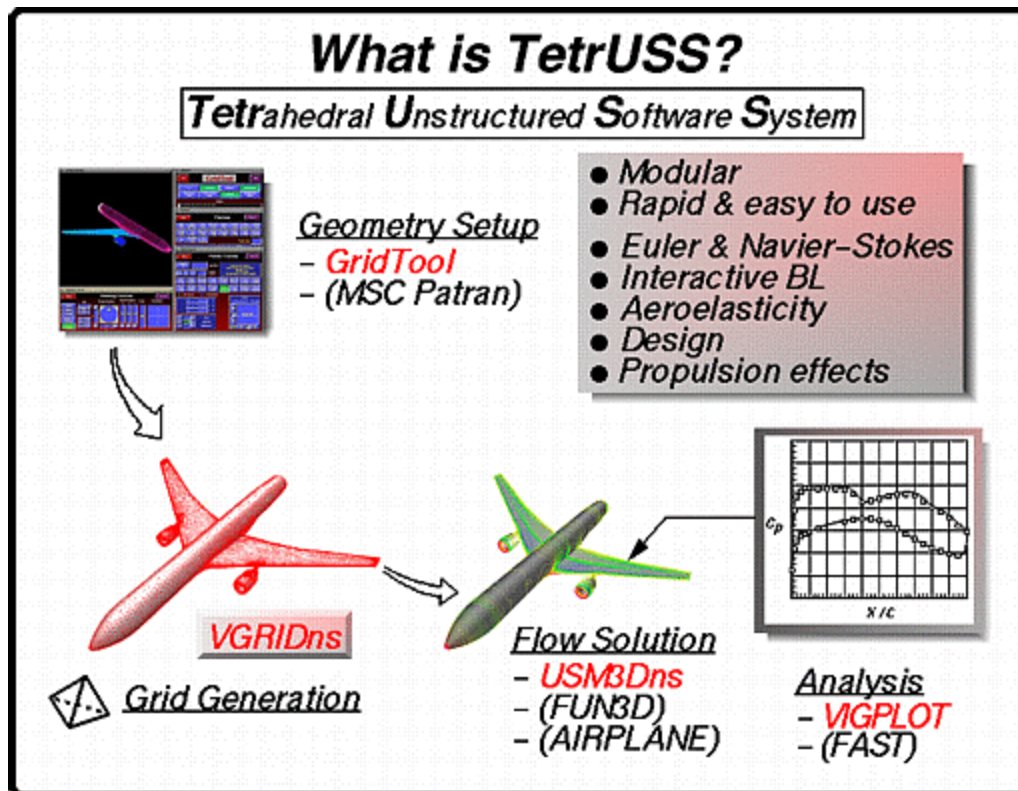 What is TetrUSS?
Tetrahedral Unstructured Software System
Geometry Setup
– GridTool
– (MSC Patran)
● Modular
● Rapid & easy to use
● Euler & Navier–Stokes
● Interactive BL
● Aeroelasticity
● Design
● Propulsion effects
VGRIDns
Grid Generation
Flow Solution
– USM3Dns
– (FUN3D)
– (AIRPLANE)
Cp
X/C
Analysis
– VIGPLOT
– (FAST)